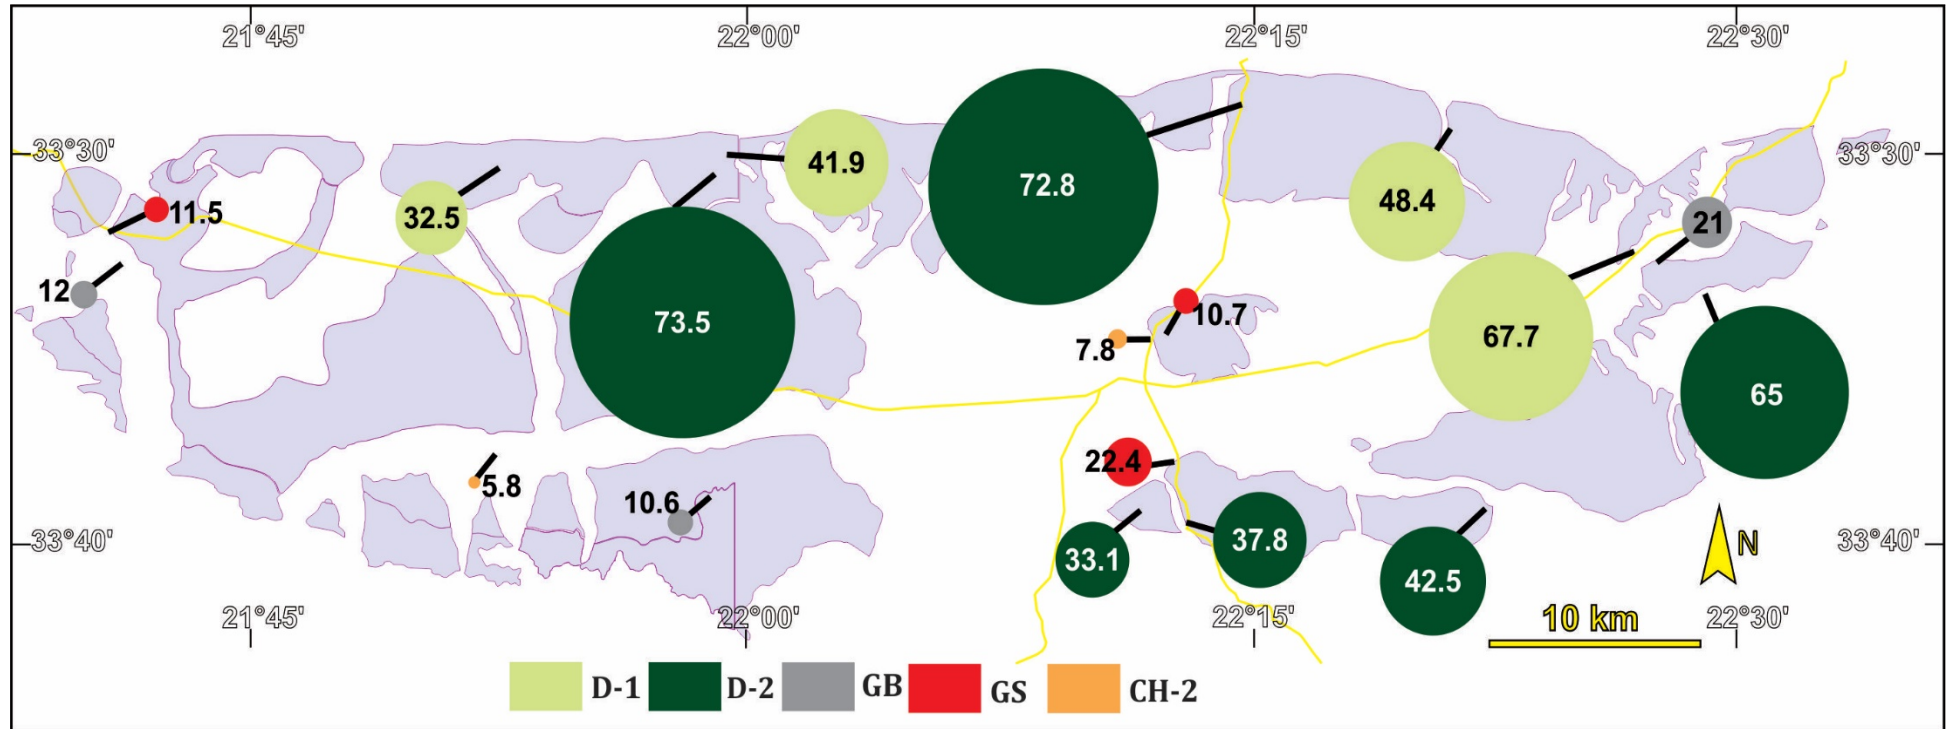 21°45' 22°00' 22°15' 22°30'
33°30' 41.9 72.8 33°30'
11.5 32.5 48.4 21
12 73.5 10.7 67.7
7.8 65
5.8 10.6 22.4
33°40' 33.1 37.8 42.5 N 33°40'
21°45' 22°00' 22°15' 10 km 22°30'
D-1 D-2 GB GS CH-2